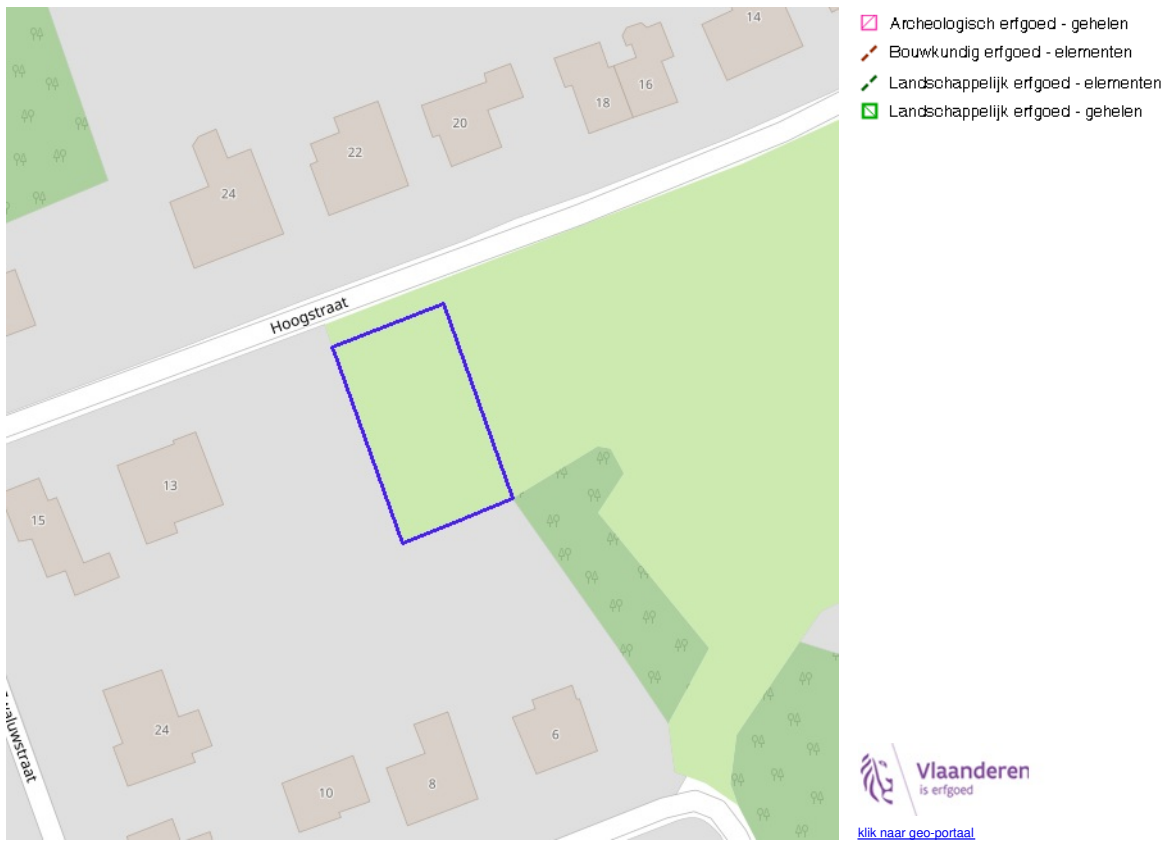 14
16
18
20
22
24
Hoogstraat
13
15
24
10
8
6
Archeologisch erfgoed - gehelen
Bouwkundig erfgoed - elementen
Landschappelijk erfgoed - elementen
Landschappelijk erfgoed - gehelen
Vlaanderen
is erfgoed
klik naar geo-portaal